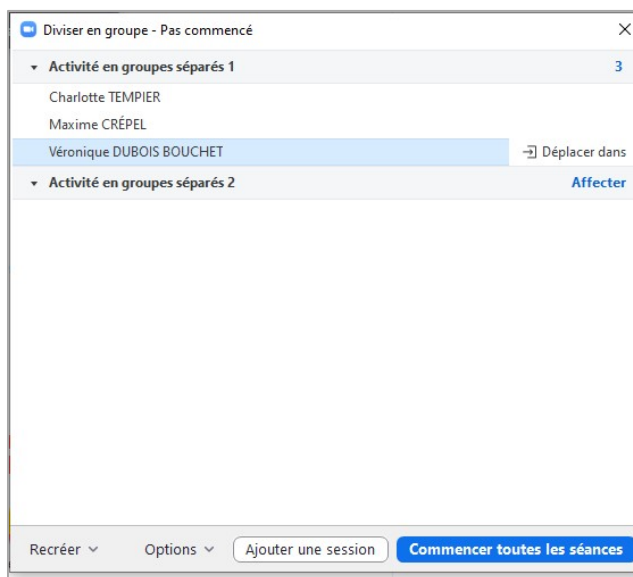 Diviser en groupe - Pas commencé
Activité en groupes séparés 1 3
Charlotte TEMPIER
Maxime CRÉPEL
Véronique DUBOIS BOUCHET Déplacer dans
Activité en groupes séparés 2 Affecter
Recréer Options Ajouter une session Commencer toutes les séances